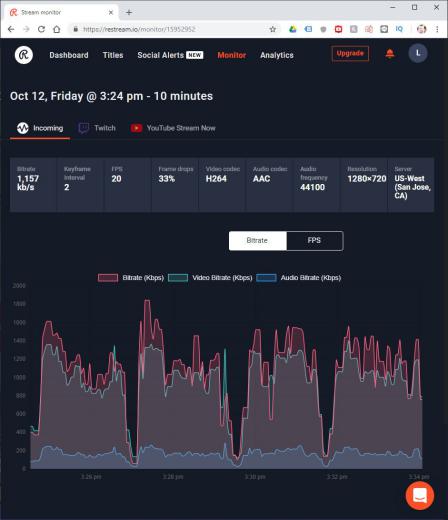 Stream monitor
https://restream.io/monitor/15952952
IQ
Dashboard
Titles
Social Alerts NEW
Monitor
Analytics
Upgrade
L
Oct 12, Friday @ 3:24 pm - 10 minutes
Incoming
Twitch
YouTube Stream Now
Bitrate
1,157
kb/s
Keyframe
Interval
2
FPS
20
Frame drops
33%
Video codec
H264
Audio codec
AAC
Audio
frequency
44100
Resolution
1280×720
Server
US-West
(San Jose,
CA)
Bitrate
FPS
Bitrate (Kbps)
Video Bitrate (Kbps)
Audio Bitrate (Kbps)
2000
1800
1600
1400
1200
1000
800
600
400
200
0
3:26 pm
3:28 pm
3:30 pm
3:32 pm
3:34 pm